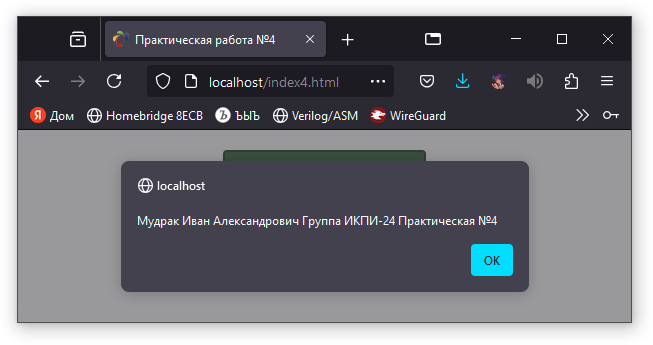 Практическая работа №4
localhost/index4.html
Я Дом Homebridge 8ECB Ъ ЪЫЪ Verilog/ASM WireGuard
localhost
Мудрак Иван Александрович Группа ИКПИ-24 Практическая №4
OK